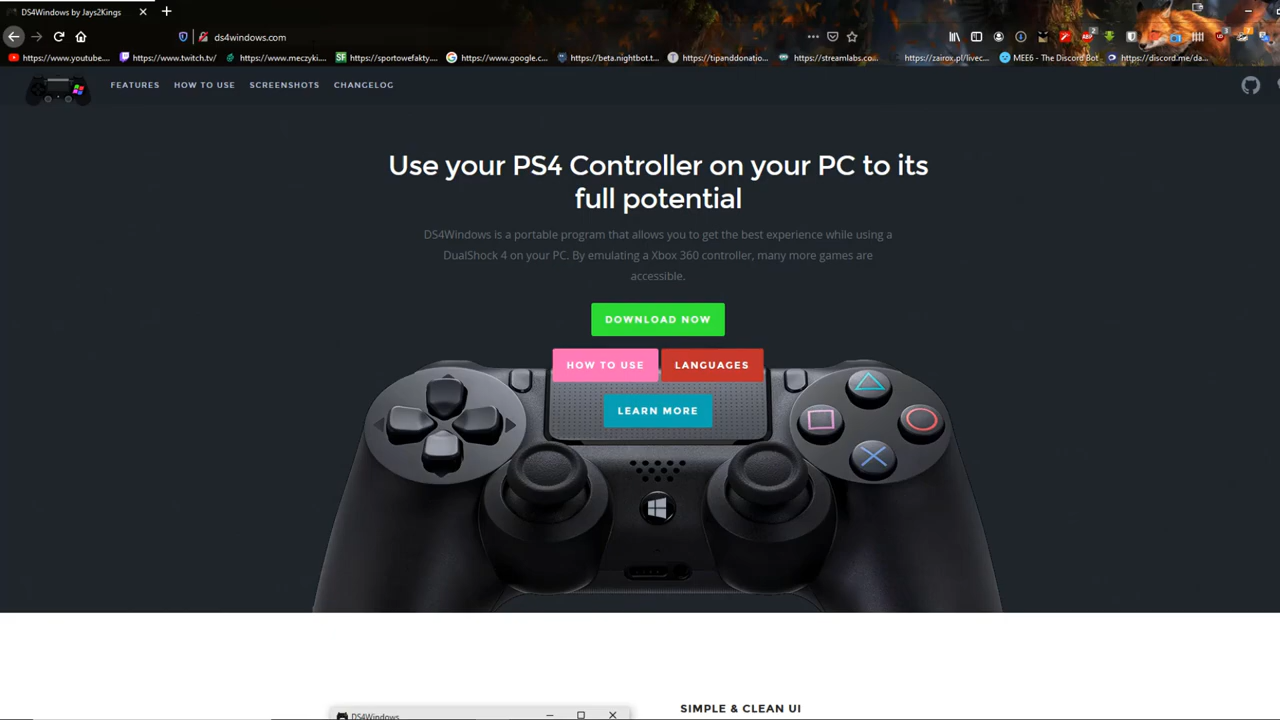 DS4Windows by Jays2Kings
ds4windows.com
https://www.youtube....
https://www.twitch.tv/
https://www.meczyki....
https://sportowefakty....
https://www.google.c...
https://beta.nightbot.t...
https://tipanddonatio...
https://streamlabs.co...
https://zairox.pl/livec...
MEE6 - The Discord Bot
https://discord.me/da...
FEATURES
HOW TO USE
SCREENSHOTS
CHANGELOG
Use your PS4 Controller on your PC to its
full potential
DS4Windows is a portable program that allows you to get the best experience while using a
DualShock 4 on your PC. By emulating a Xbox 360 controller, many more games are
accessible.
DOWNLOAD NOW
HOW TO USE
LANGUAGES
LEARN MORE
DS4Windows
SIMPLE & CLEAN UI